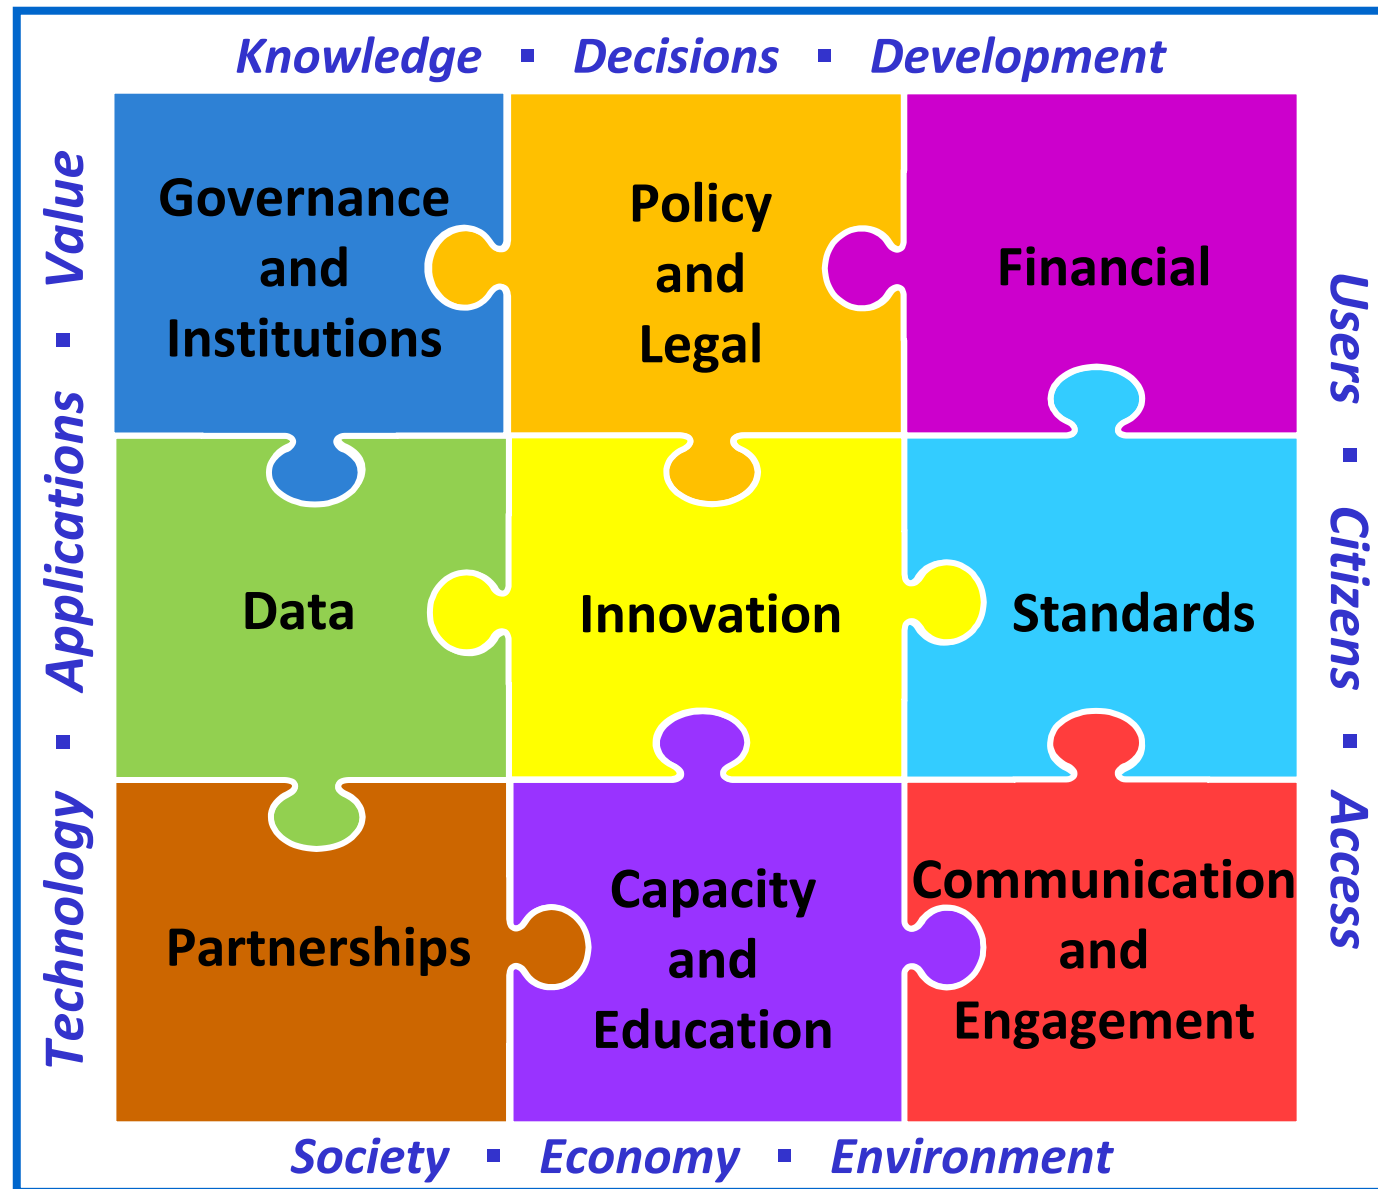 Knowledge ▪ Decisions ▪ Development
Technology ▪ Applications ▪ Value
Governance
and
Institutions
Policy
and
Legal
Financial
Data
Innovation
Standards
Partnerships
Capacity
and
Education
Communication
and
Engagement
Users ▪ Citizens ▪ Access
Society ▪ Economy ▪ Environment